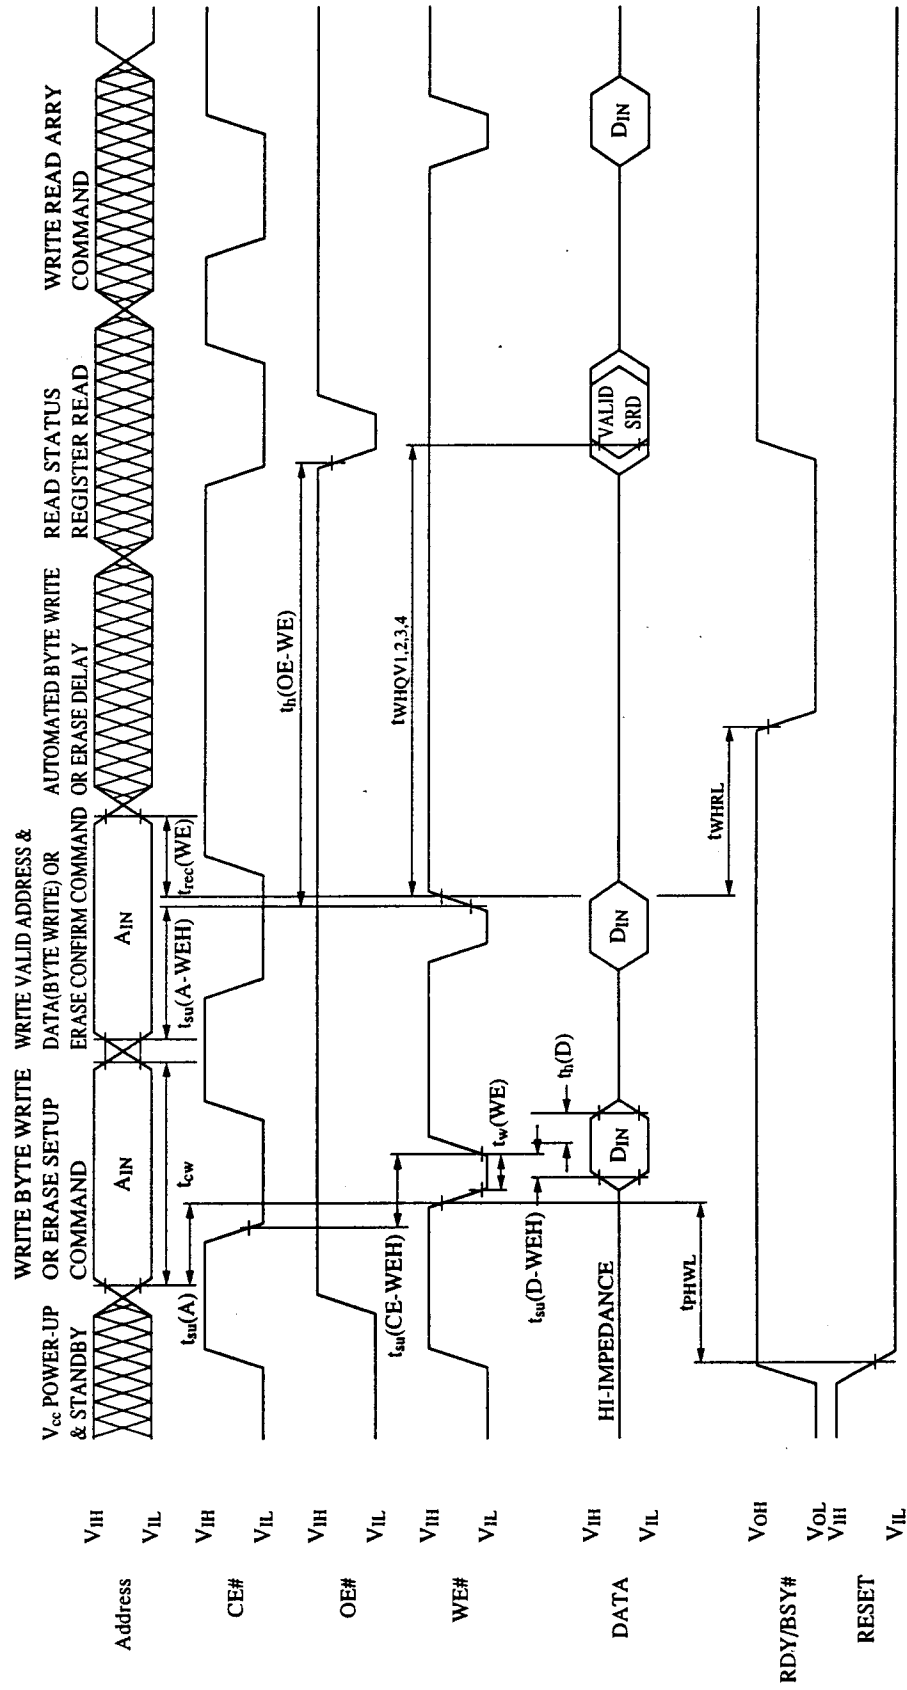 V_cc POWER-UP
& STANDBY
WRITE BYTE WRITE
OR ERASE SETUP
COMMAND
WRITE VALID ADDRESS &
DATA(BYTE WRITE) OR
ERASE CONFIRM COMMAND
AUTOMATED BYTE WRITE
OR ERASE DELAY
READ STATUS
REGISTER READ
WRITE READ ARRY
COMMAND
Address
VIH
VIL
AIN
AIN
tsu(A)
tcw
tsu(A-WEH)
trec(WE)
CE#
VIH
VIL
OE#
VIH
VIL
th(OE-WE)
tsu(CE-WEH)
WE#
VIH
VIL
tw(WE)
tWHQV1,2,3,4
tsu(D-WEH)
th(D)
DATA
VIH
VIL
HI-IMPEDANCE
DIN
DIN
VALID
SRD
DIN
tPHWL
tWHRL
RDY/BSY#
VOH
VOL
RESET
VIH
VIL